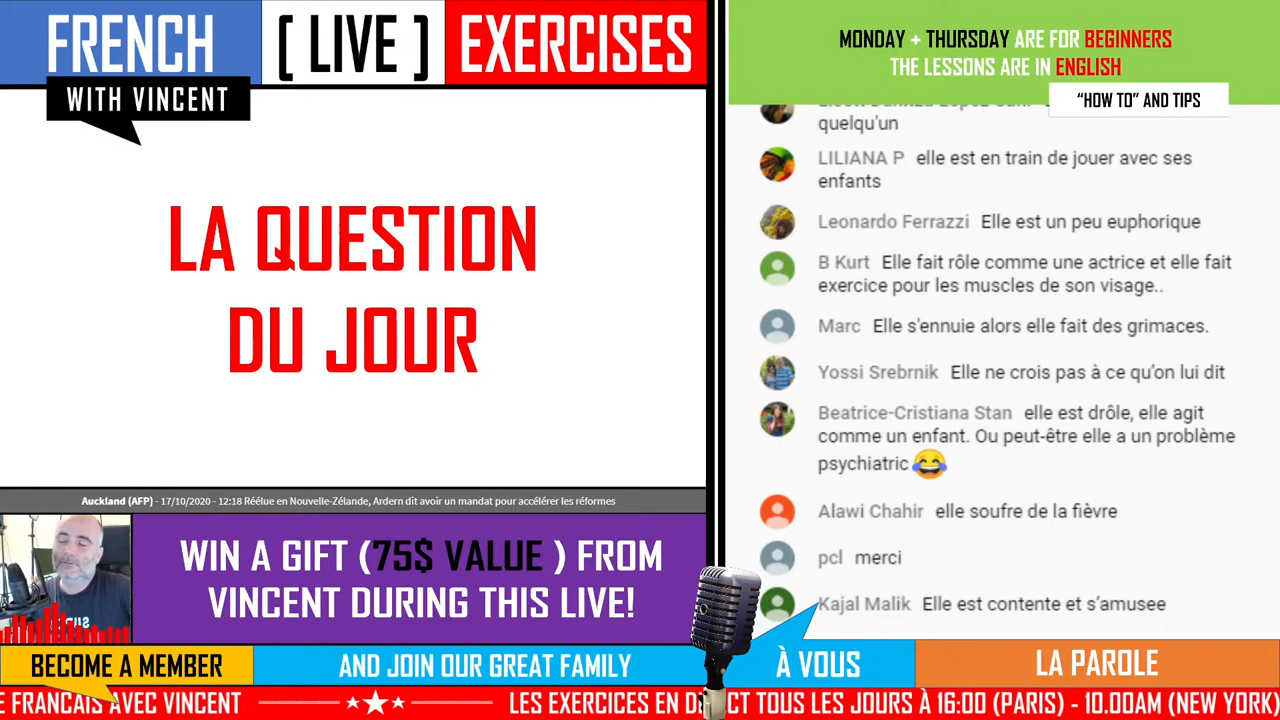 FRENCH [ LIVE ] EXERCISES
WITH VINCENT
LA QUESTION
DU JOUR
Auckland (AFP) - 17/10/2020 - 12:18 Réélue en Nouvelle-Zélande, Ardern dit avoir un mandat pour accélérer les réformes
WIN A GIFT (75$ VALUE ) FROM
VINCENT DURING THIS LIVE!
MONDAY + THURSDAY ARE FOR BEGINNERS
THE LESSONS ARE IN ENGLISH
“HOW TO” AND TIPS
quelqu'un
LILIANA P elle est en train de jouer avec ses
enfants
Leonardo Ferrazzi Elle est un peu euphorique
B Kurt Elle fait rôle comme une actrice et elle fait
exercice pour les muscles de son visage..
Marc Elle s'ennuie alors elle fait des grimaces.
Yossi Srebrnik Elle ne crois pas à ce qu’on lui dit
Beatrice-Cristiana Stan elle est drôle, elle agit
comme un enfant. Ou peut-être elle a un problème
psychiatric 😂
Alawi Chahir elle soufre de la fièvre
pcl merci
Kajal Malik Elle est contente et s’amusee
BECOME A MEMBER AND JOIN OUR GREAT FAMILY À VOUS LA PAROLE
E FRANCAIS AVEC VINCENT LES EXERCICES EN D CT TOUS LES JOURS À 16:00 (PARIS) - 10.00AM (NEW YORK)